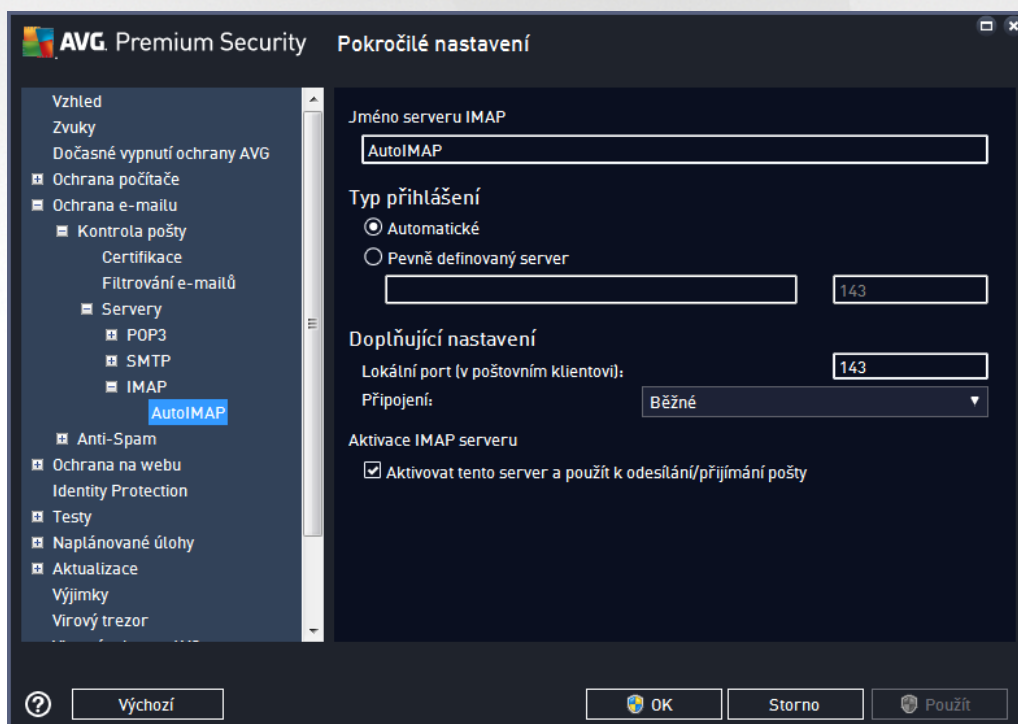 AVG. Premium Security
Pokročilé nastavení
Vzhled
Zvuky
Dočasné vypnutí ochrany AVG
Ochrana počítače
Ochrana e-mailu
Kontrola pošty
Certifikace
Filtrování e-mailů
Servery
POP3
SMTP
IMAP
AutoIMAP
Anti-Spam
Ochrana na webu
Identity Protection
Testy
Naplánované úlohy
Aktualizace
Výjimky
Virový trezor
Jméno serveru IMAP
AutoIMAP
Typ přihlášení
Automatické
Pevně definovaný server
143
Doplňující nastavení
Lokální port (v poštovním klientovi):
143
Připojení:
Běžné
Aktivace IMAP serveru
Aktivovat tento server a použít k odesílání/přijímání pošty
Výchozí
OK
Storno
Použít